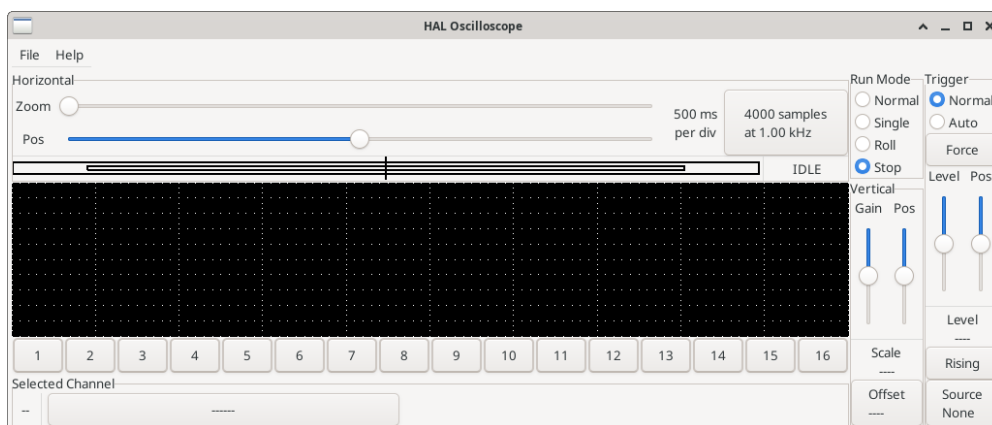 HAL Oscilloscope
File Help
Horizontal
Zoom
Pos
500 ms
per div
4000 samples
at 1.00 kHz
IDLE
Run Mode
Normal
Single
Roll
Stop
Trigger
Normal
Auto
Force
Level Pos
Level
----
Rising
Source
None
Vertical
Gain Pos
Scale
----
Offset
----
1 2 3 4 5 6 7 8 9 10 11 12 13 14 15 16
Selected Channel
-- ------